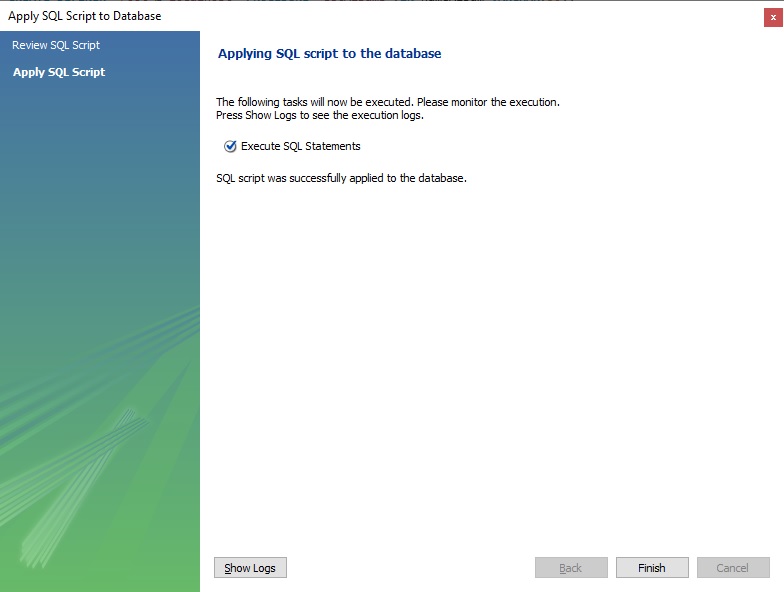 Apply SQL Script to Database
x
Review SQL Script
Apply SQL Script
Applying SQL script to the database
The following tasks will now be executed. Please monitor the execution.
Press Show Logs to see the execution logs.
Execute SQL Statements
SQL script was successfully applied to the database.
Show Logs
Back
Finish
Cancel